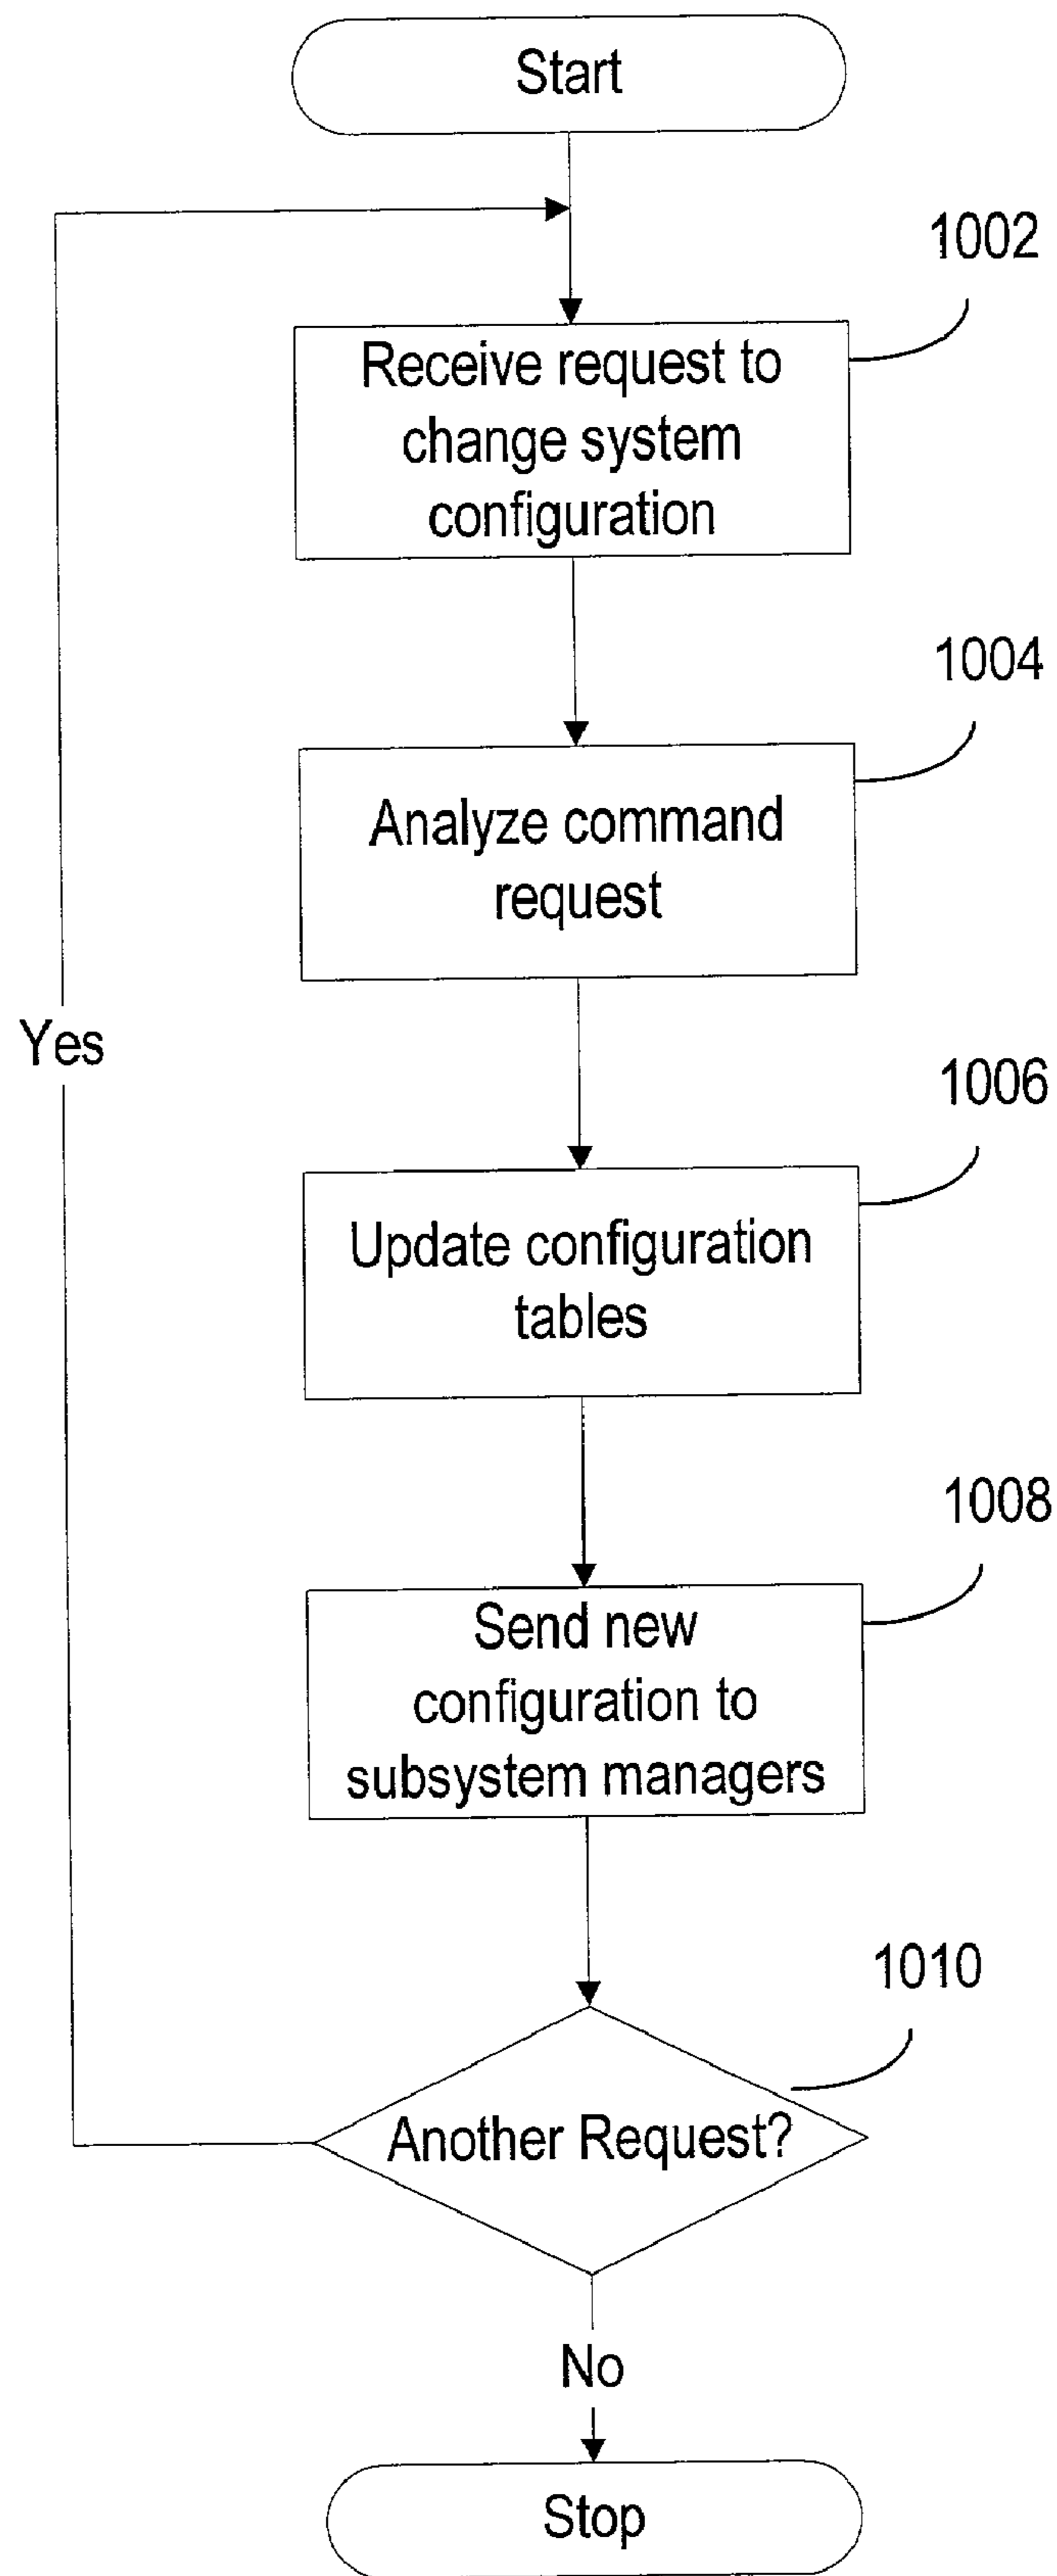 Start
1002
Receive request to
change system
configuration
1004
Analyze command
request
Yes
1006
Update configuration
tables
1008
Send new
configuration to
subsystem managers
1010
Another Request?
No
Stop